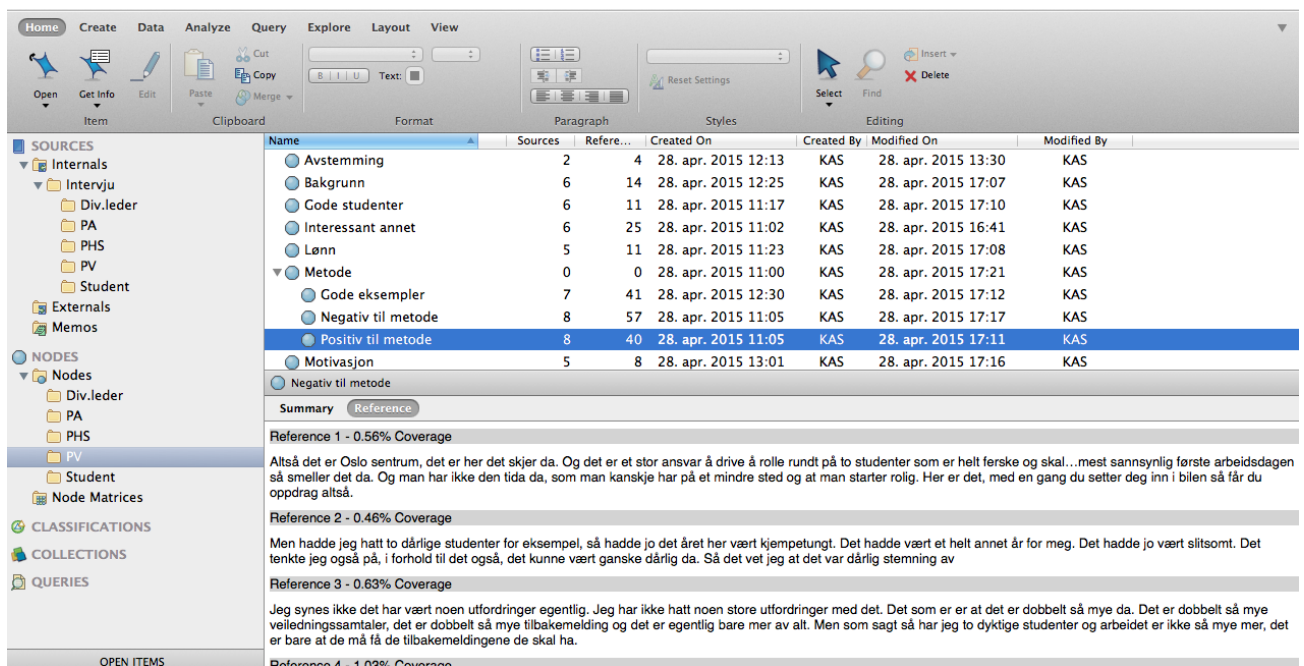 Home Create Data Analyze Query Explore Layout View
Cut
Copy
Merge
Insert
Delete
B I U Text:
Reset Settings
Open Get Info Edit Paste Select Find
Item Clipboard Format Paragraph Styles Editing
SOURCES
Internals
Intervju
Div.leder
PA
PHS
PV
Student
Externals
Memos
NODES
Nodes
Div.leder
PA
PHS
PV
Student
Node Matrices
CLASSIFICATIONS
COLLECTIONS
QUERIES
OPEN ITEMS
Name Sources Refere... Created On Created By Modified On Modified By
Avstemming 2 4 28. apr. 2015 12:13 KAS 28. apr. 2015 13:30 KAS
Bakgrunn 6 14 28. apr. 2015 12:25 KAS 28. apr. 2015 17:07 KAS
Gode studenter 6 11 28. apr. 2015 11:17 KAS 28. apr. 2015 17:10 KAS
Interessant annet 6 25 28. apr. 2015 11:02 KAS 28. apr. 2015 16:41 KAS
Lønn 5 11 28. apr. 2015 11:23 KAS 28. apr. 2015 17:08 KAS
Metode 0 0 28. apr. 2015 11:00 KAS 28. apr. 2015 17:21 KAS
Gode eksempler 7 41 28. apr. 2015 12:30 KAS 28. apr. 2015 17:12 KAS
Negativ til metode 8 57 28. apr. 2015 11:05 KAS 28. apr. 2015 17:17 KAS
Positiv til metode 8 40 28. apr. 2015 11:05 KAS 28. apr. 2015 17:11 KAS
Motivasjon 5 8 28. apr. 2015 13:01 KAS 28. apr. 2015 17:16 KAS
Negativ til metode
Summary Reference
Reference 1 - 0.56% Coverage
Altså det er Oslo sentrum, det er her det skjer da. Og det er et stor ansvar å drive å rolle rundt på to studenter som er helt ferske og skal…mest sannsynlig første arbeidsdagen
så smeller det da. Og man har ikke den tida da, som man kanskje har på et mindre sted og at man starter rolig. Her er det, med en gang du setter deg inn i bilen så får du
oppdrag altså.
Reference 2 - 0.46% Coverage
Men hadde jeg hatt to dårlige studenter for eksempel, så hadde jo det året her vært kjempetungt. Det hadde vært et helt annet år for meg. Det hadde jo vært slitsomt. Det
tenkte jeg også på, i forhold til det også, det kunne vært ganske dårlig da. Så det vet jeg at det var dårlig stemning av
Reference 3 - 0.63% Coverage
Jeg synes ikke det har vært noen utfordringer egentlig. Jeg har ikke hatt noen store utfordringer med det. Det som er er at det er dobbelt så mye da. Det er dobbelt så mye
veiledningssamtaler, det er dobbelt så mye tilbakemelding og det er egentlig bare mer av alt. Men som sagt så har jeg to dyktige studenter og arbeidet er ikke så mye mer, det
er bare at de må få de tilbakemeldingene de skal ha.
Reference 4 - 1.03% Coverage